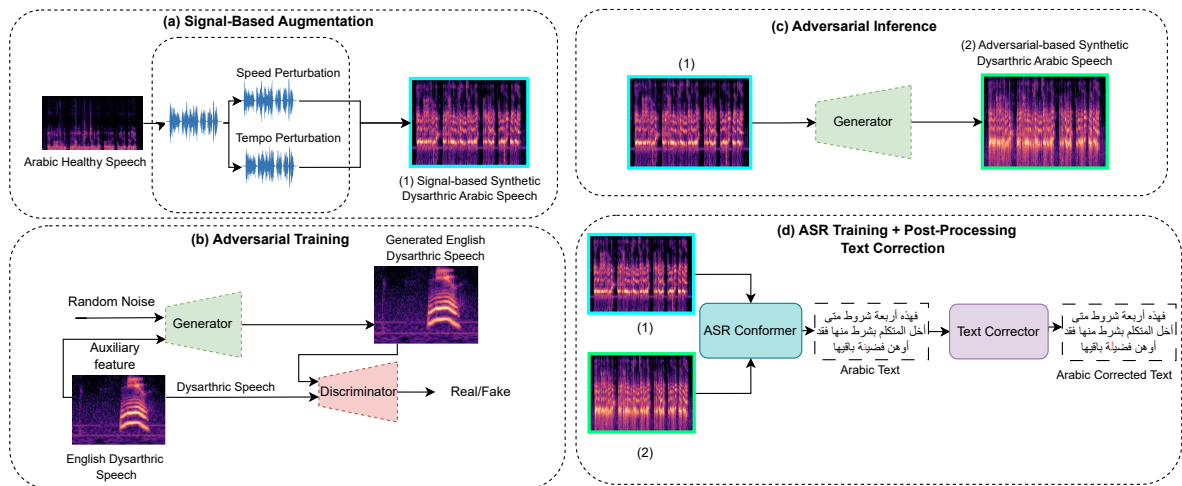 (a) Signal-Based Augmentation
Speed Perturbation
Tempo Perturbation
Arabic Healthy Speech
(1) Signal-based Synthetic
Dysarthric Arabic Speech
(b) Adversarial Training
Generated English
Dysarthric Speech
Random Noise
Generator
Auxiliary
feature
Dysarthric Speech
Discriminator
Real/Fake
English Dysarthric
Speech
(c) Adversarial Inference
(1)
Generator
(2) Adversarial-based Synthetic
Dysarthric Arabic Speech
(d) ASR Training + Post-Processing
Text Correction
(1)
(2)
ASR Conformer
فهذه أربعة شروط متى
أخل المتكلم بشرط منها فقد
أوهن فضينة باقيها
Arabic Text
Text Corrector
فهذه أربعة شروط متى
أخل المتكلم بشرط منها فقد
أوهن فضيلة باقيها
Arabic Corrected Text